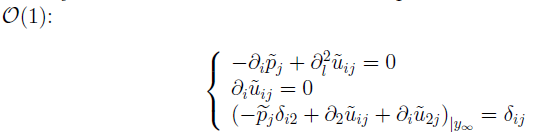 𝒪(1):
−∂ᵢp̃ⱼ + ∂ₗ²ũᵢⱼ = 0
∂ᵢũᵢⱼ = 0
(−p̃ⱼδᵢ₂ + ∂₂ũᵢⱼ + ∂ᵢũ₂ⱼ)|y∞ = δᵢⱼ